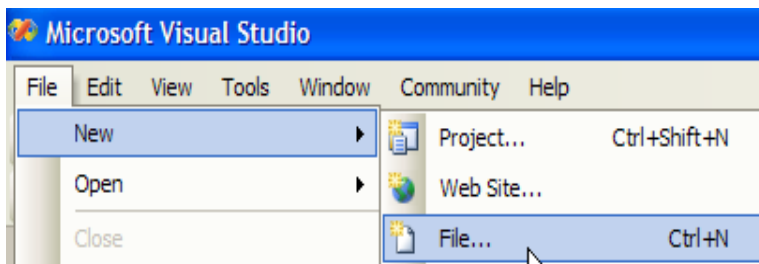 Microsoft Visual Studio
File Edit View Tools Window Community Help
New Project... Ctrl+Shift+N
Open Web Site...
Close File... Ctrl+N